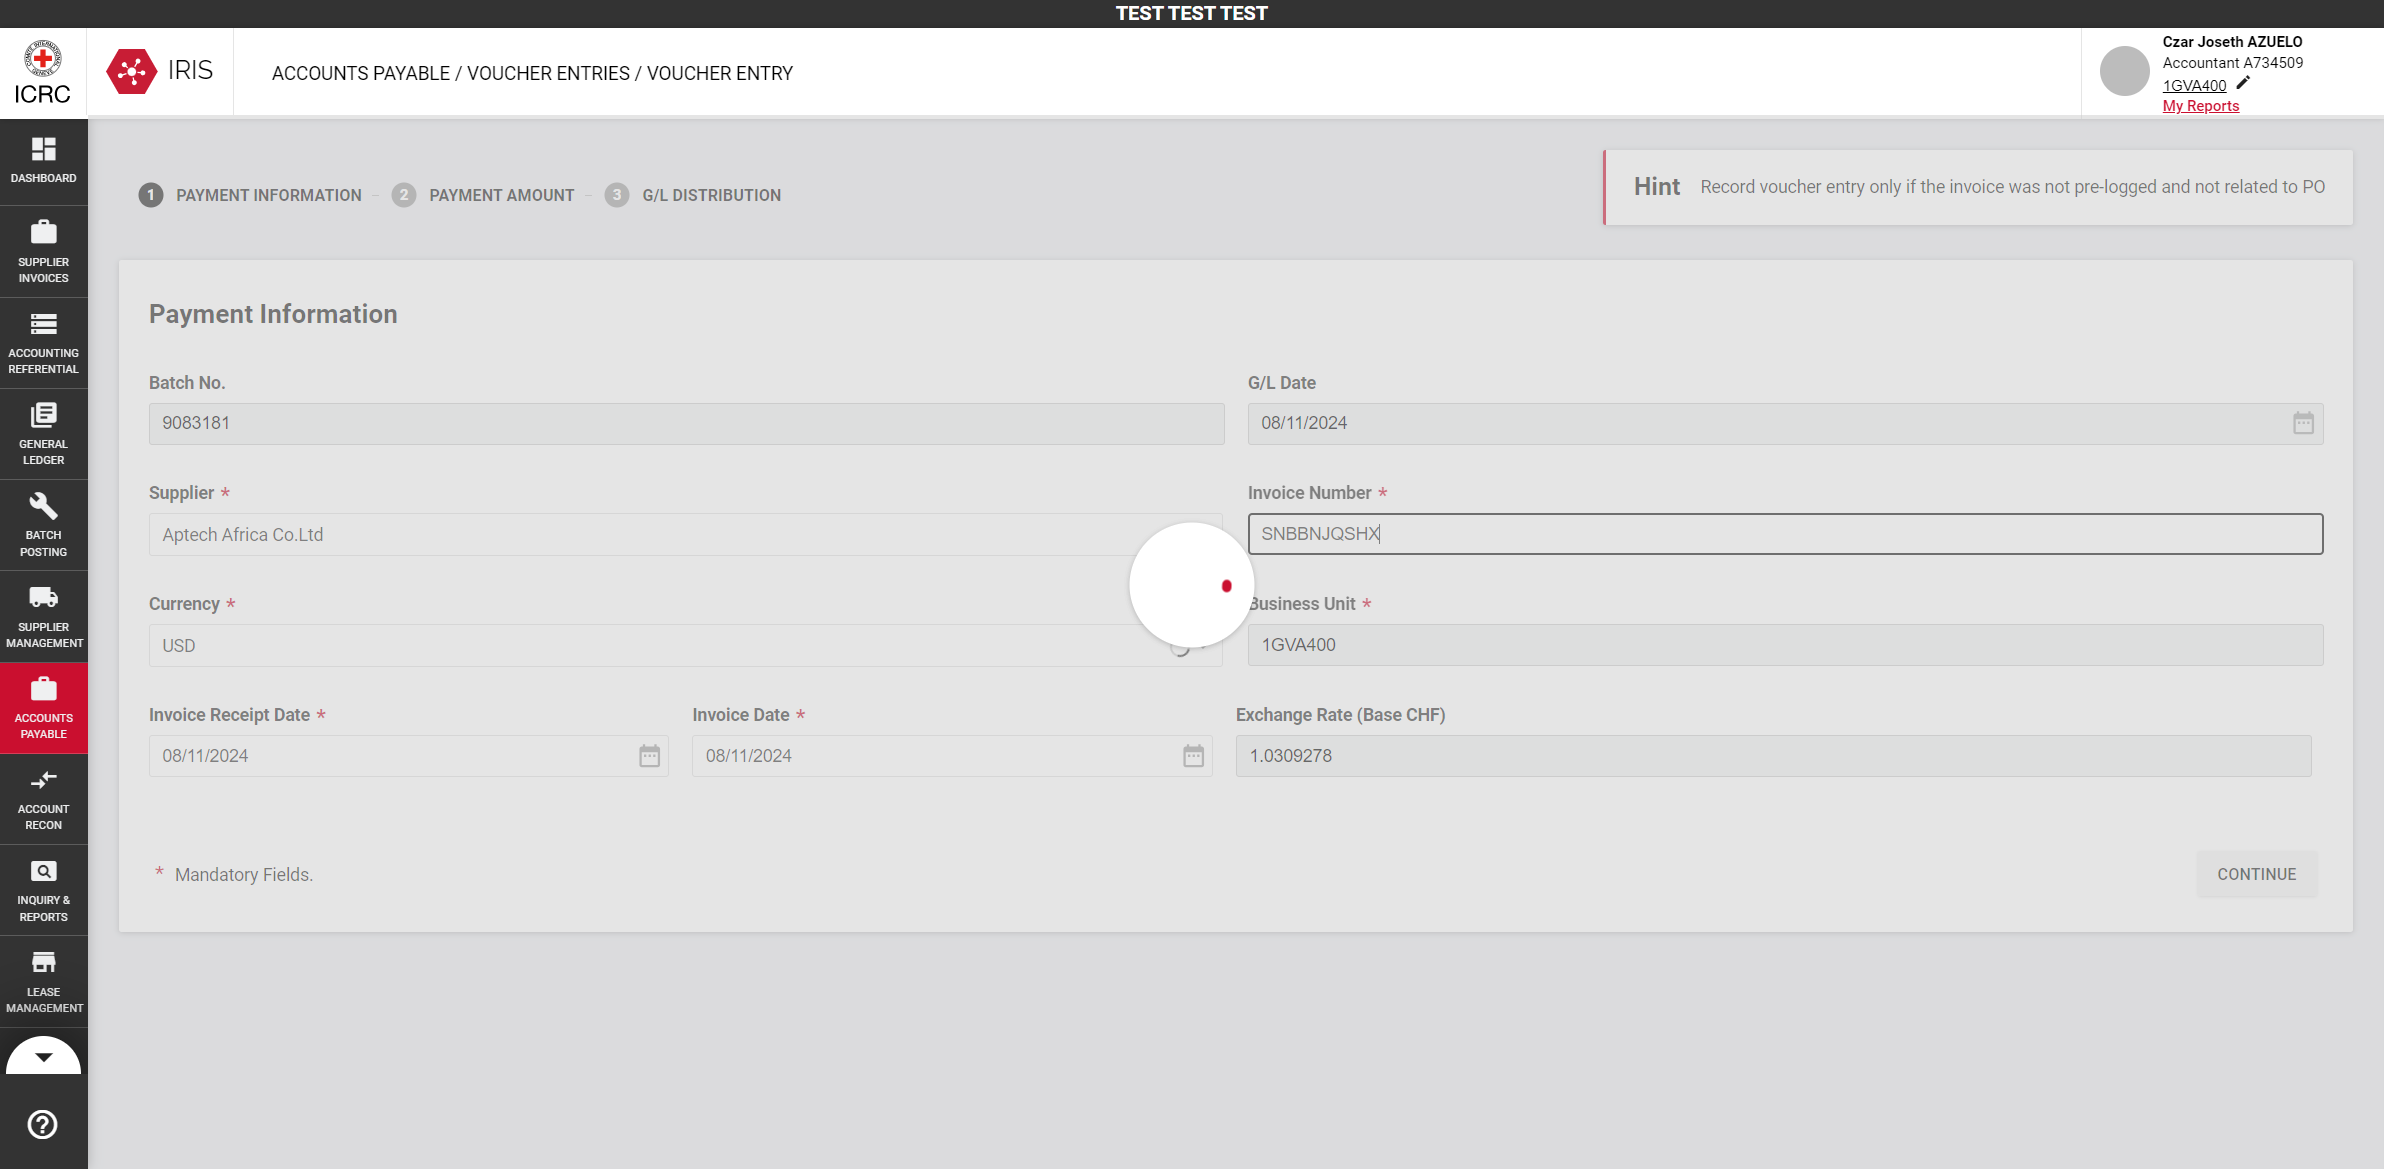 TEST TEST TEST
ICRC
IRIS
ACCOUNTS PAYABLE / VOUCHER ENTRIES / VOUCHER ENTRY
Czar Joseth AZUELO
Accountant A734509
1GVA400
My Reports
DASHBOARD
SUPPLIER
INVOICES
ACCOUNTING
REFERENTIAL
GENERAL
LEDGER
BATCH
POSTING
SUPPLIER
MANAGEMENT
ACCOUNTS
PAYABLE
ACCOUNT
RECON
INQUIRY &
REPORTS
LEASE
MANAGEMENT
1 PAYMENT INFORMATION – 2 PAYMENT AMOUNT – 3 G/L DISTRIBUTION
Hint Record voucher entry only if the invoice was not pre-logged and not related to PO
Payment Information
Batch No. G/L Date
9083181 08/11/2024
Supplier * Invoice Number *
Aptech Africa Co.Ltd SNBBNJQSHX
Currency * Business Unit *
USD 1GVA400
Invoice Receipt Date * Invoice Date * Exchange Rate (Base CHF)
08/11/2024 08/11/2024 1.0309278
* Mandatory Fields. CONTINUE